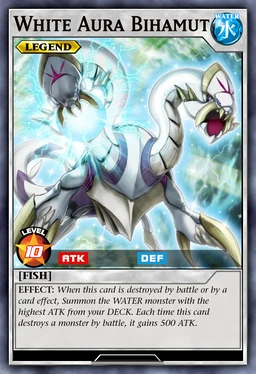 WHITE AURA BIHAMUT
WATER
水
LEGEND
LEVEL
10
ATK
DEF
[FISH]
EFFECT: When this card is destroyed by battle or by a
card effect, Summon the WATER monster with the
highest ATK from your DECK. Each time this card
destroys a monster by battle, it gains 500 ATK.